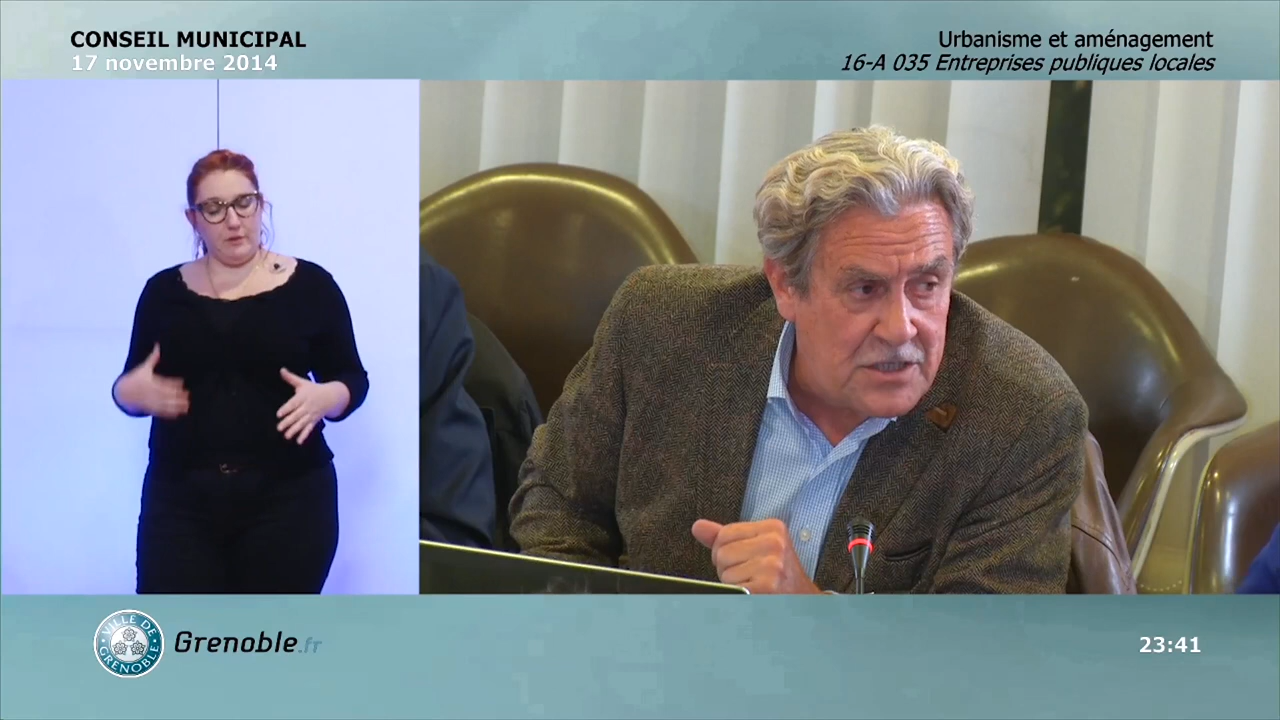 CONSEIL MUNICIPAL
17 novembre 2014
Urbanisme et aménagement
16-A 035 Entreprises publiques locales
VILLE DE GRENOBLE
Grenoble.fr
23:41